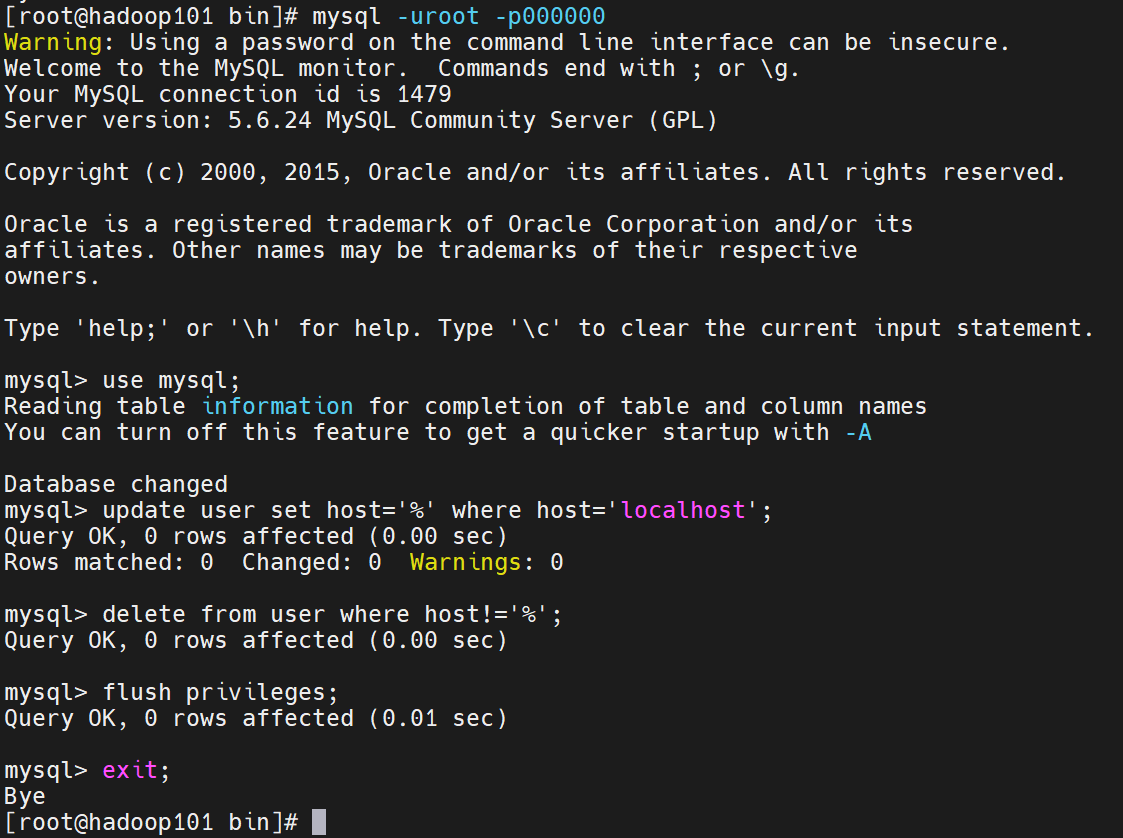 [root@hadoop101 bin]# mysql -uroot -p000000
Warning: Using a password on the command line interface can be insecure.
Welcome to the MySQL monitor.  Commands end with ; or \g.
Your MySQL connection id is 1479
Server version: 5.6.24 MySQL Community Server (GPL)

Copyright (c) 2000, 2015, Oracle and/or its affiliates. All rights reserved.

Oracle is a registered trademark of Oracle Corporation and/or its
affiliates. Other names may be trademarks of their respective
owners.

Type 'help;' or '\h' for help. Type '\c' to clear the current input statement.

mysql> use mysql;
Reading table information for completion of table and column names
You can turn off this feature to get a quicker startup with -A

Database changed
mysql> update user set host='%' where host='localhost';
Query OK, 0 rows affected (0.00 sec)
Rows matched: 0  Changed: 0  Warnings: 0

mysql> delete from user where host!='%';
Query OK, 0 rows affected (0.00 sec)

mysql> flush privileges;
Query OK, 0 rows affected (0.01 sec)

mysql> exit;
Bye
[root@hadoop101 bin]#